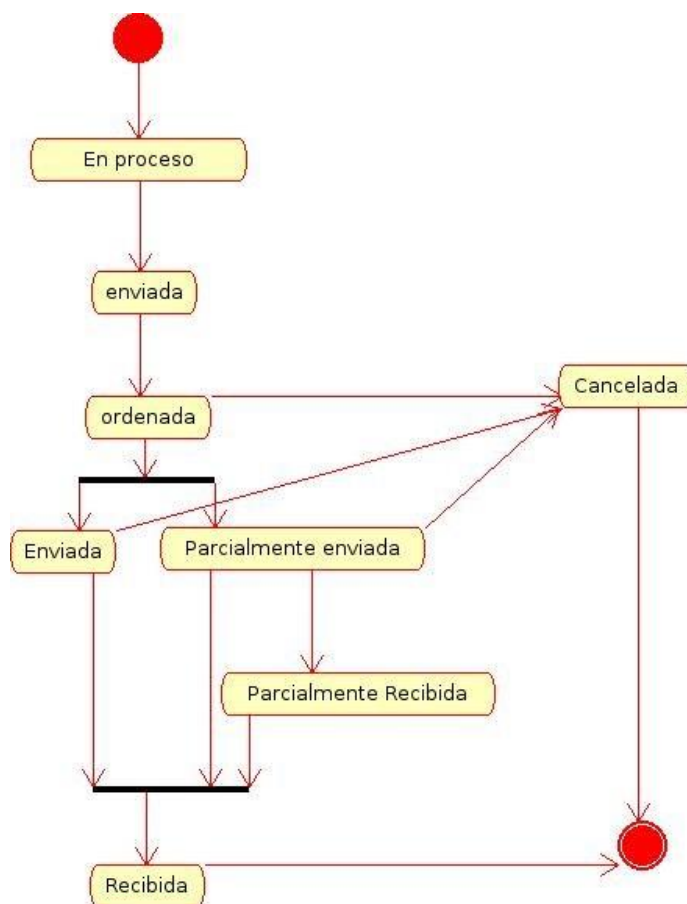 En proceso
enviada
Cancelada
ordenada
Enviada
Parcialmente enviada
Parcialmente Recibida
Recibida